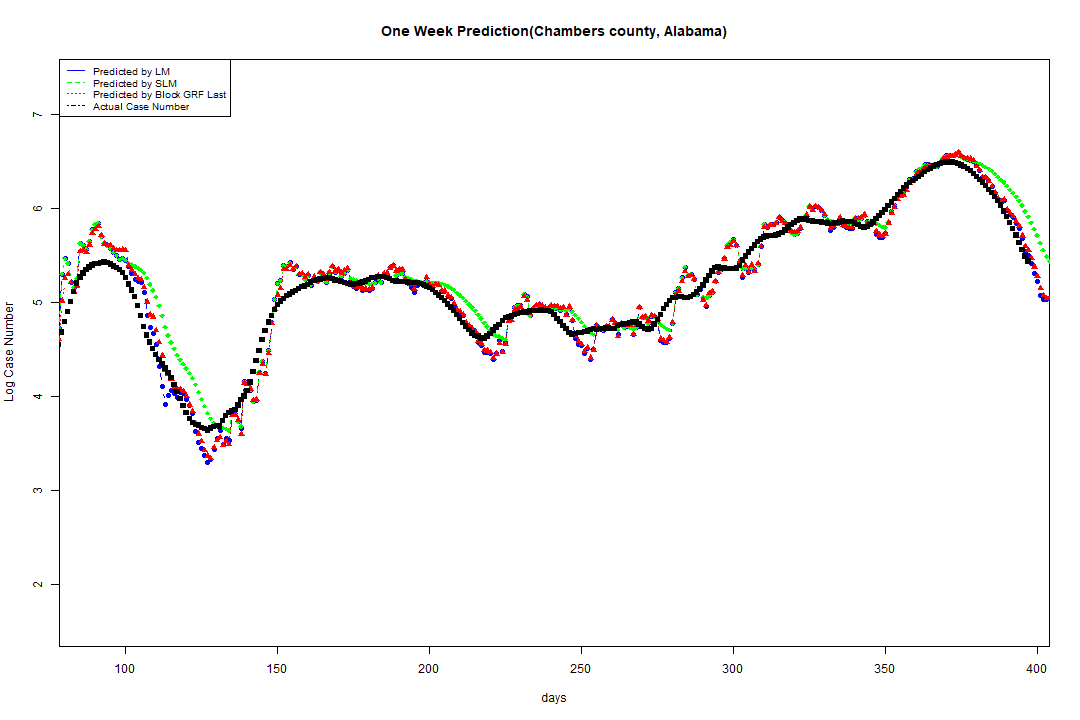 One Week Prediction(Chambers county, Alabama)
Predicted by LM
Predicted by SLM
Predicted by Block GRF Last
Actual Case Number
7
6
5
4
3
2
Log Case Number
100 150 200 250 300 350 400
days